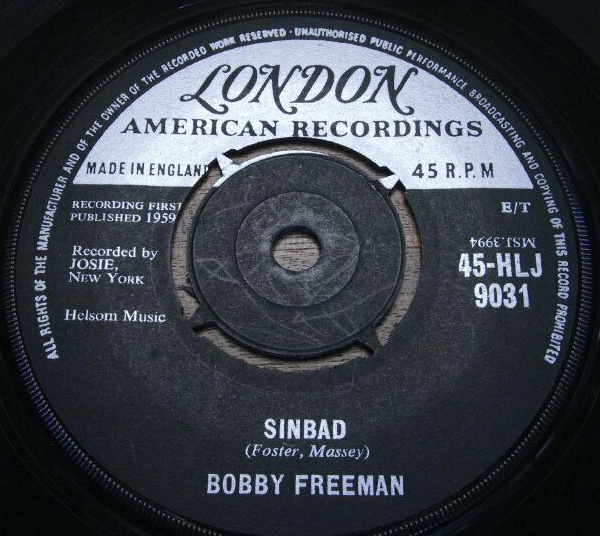 ALL RIGHTS OF THE MANUFACTURER AND OF THE OWNER OF THE RECORDED WORK RESERVED · UNAUTHORISED PUBLIC PERFORMANCE BROADCASTING AND COPYING OF THIS RECORD PROHIBITED
LONDON
AMERICAN RECORDINGS
MADE IN ENGLAND
45 R.P.M
RECORDING FIRST
PUBLISHED 1959
E/T
Recorded by
JOSIE,
NEW YORK
MSJ.3994
45-HLJ
9031
Helsom Music
SINBAD
(Foster, Massey)
BOBBY FREEMAN